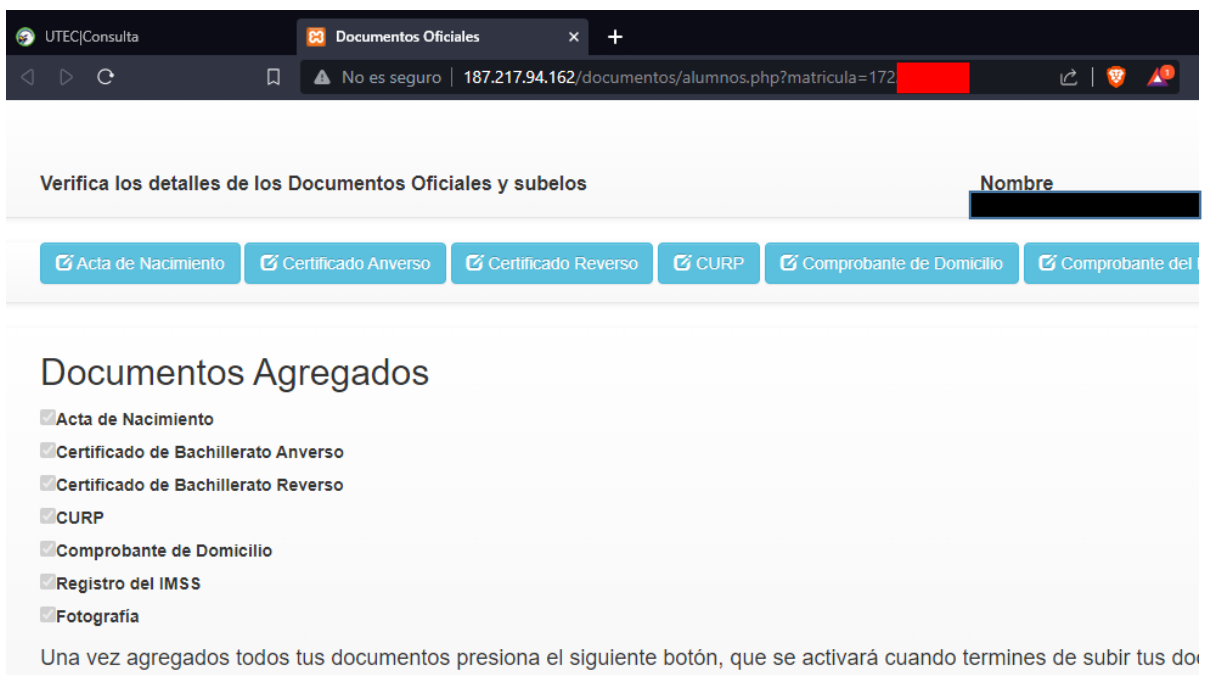 UTEC|Consulta
Documentos Oficiales
No es seguro | 187.217.94.162/documentos/alumnos.php?matricula=172
1
Verifica los detalles de los Documentos Oficiales y subelos
Nombre
Acta de Nacimiento
Certificado Anverso
Certificado Reverso
CURP
Comprobante de Domicilio
Comprobante del
Documentos Agregados
Acta de Nacimiento
Certificado de Bachillerato Anverso
Certificado de Bachillerato Reverso
CURP
Comprobante de Domicilio
Registro del IMSS
Fotografía
Una vez agregados todos tus documentos presiona el siguiente botón, que se activará cuando termines de subir tus